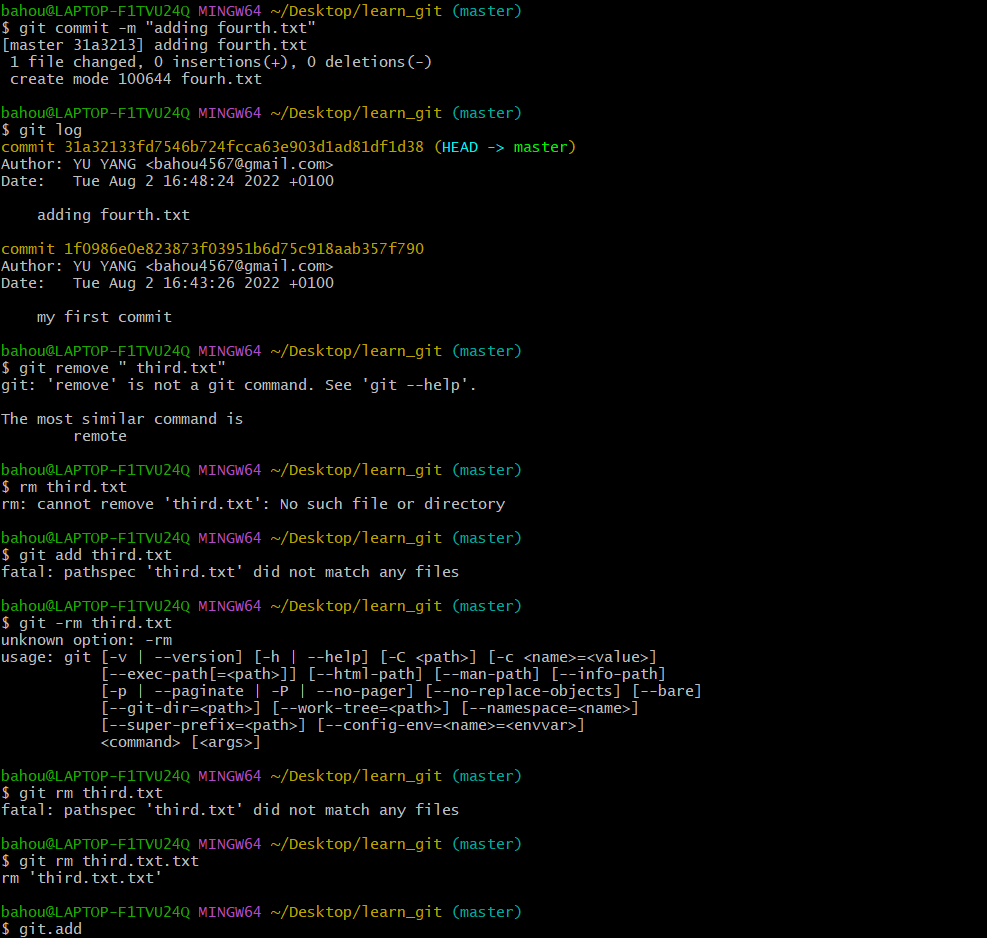 bahou@LAPTOP-F1TVU24Q MINGW64 ~/Desktop/learn_git (master)
$ git commit -m "adding fourth.txt"
[master 31a3213] adding fourth.txt
 1 file changed, 0 insertions(+), 0 deletions(-)
 create mode 100644 fourh.txt

bahou@LAPTOP-F1TVU24Q MINGW64 ~/Desktop/learn_git (master)
$ git log
commit 31a32133fd7546b724fcca63e903d1ad81df1d38 (HEAD -> master)
Author: YU YANG <bahou4567@gmail.com>
Date:   Tue Aug 2 16:48:24 2022 +0100

    adding fourth.txt

commit 1f0986e0e823873f03951b6d75c918aab357f790
Author: YU YANG <bahou4567@gmail.com>
Date:   Tue Aug 2 16:43:26 2022 +0100

    my first commit

bahou@LAPTOP-F1TVU24Q MINGW64 ~/Desktop/learn_git (master)
$ git remove " third.txt"
git: 'remove' is not a git command. See 'git --help'.

The most similar command is
        remote

bahou@LAPTOP-F1TVU24Q MINGW64 ~/Desktop/learn_git (master)
$ rm third.txt
rm: cannot remove 'third.txt': No such file or directory

bahou@LAPTOP-F1TVU24Q MINGW64 ~/Desktop/learn_git (master)
$ git add third.txt
fatal: pathspec 'third.txt' did not match any files

bahou@LAPTOP-F1TVU24Q MINGW64 ~/Desktop/learn_git (master)
$ git -rm third.txt
unknown option: -rm
usage: git [-v | --version] [-h | --help] [-C <path>] [-c <name>=<value>]
           [--exec-path[=<path>]] [--html-path] [--man-path] [--info-path]
           [-p | --paginate | -P | --no-pager] [--no-replace-objects] [--bare]
           [--git-dir=<path>] [--work-tree=<path>] [--namespace=<name>]
           [--super-prefix=<path>] [--config-env=<name>=<envvar>]
           <command> [<args>]

bahou@LAPTOP-F1TVU24Q MINGW64 ~/Desktop/learn_git (master)
$ git rm third.txt
fatal: pathspec 'third.txt' did not match any files

bahou@LAPTOP-F1TVU24Q MINGW64 ~/Desktop/learn_git (master)
$ git rm third.txt.txt
rm 'third.txt.txt'

bahou@LAPTOP-F1TVU24Q MINGW64 ~/Desktop/learn_git (master)
$ git.add